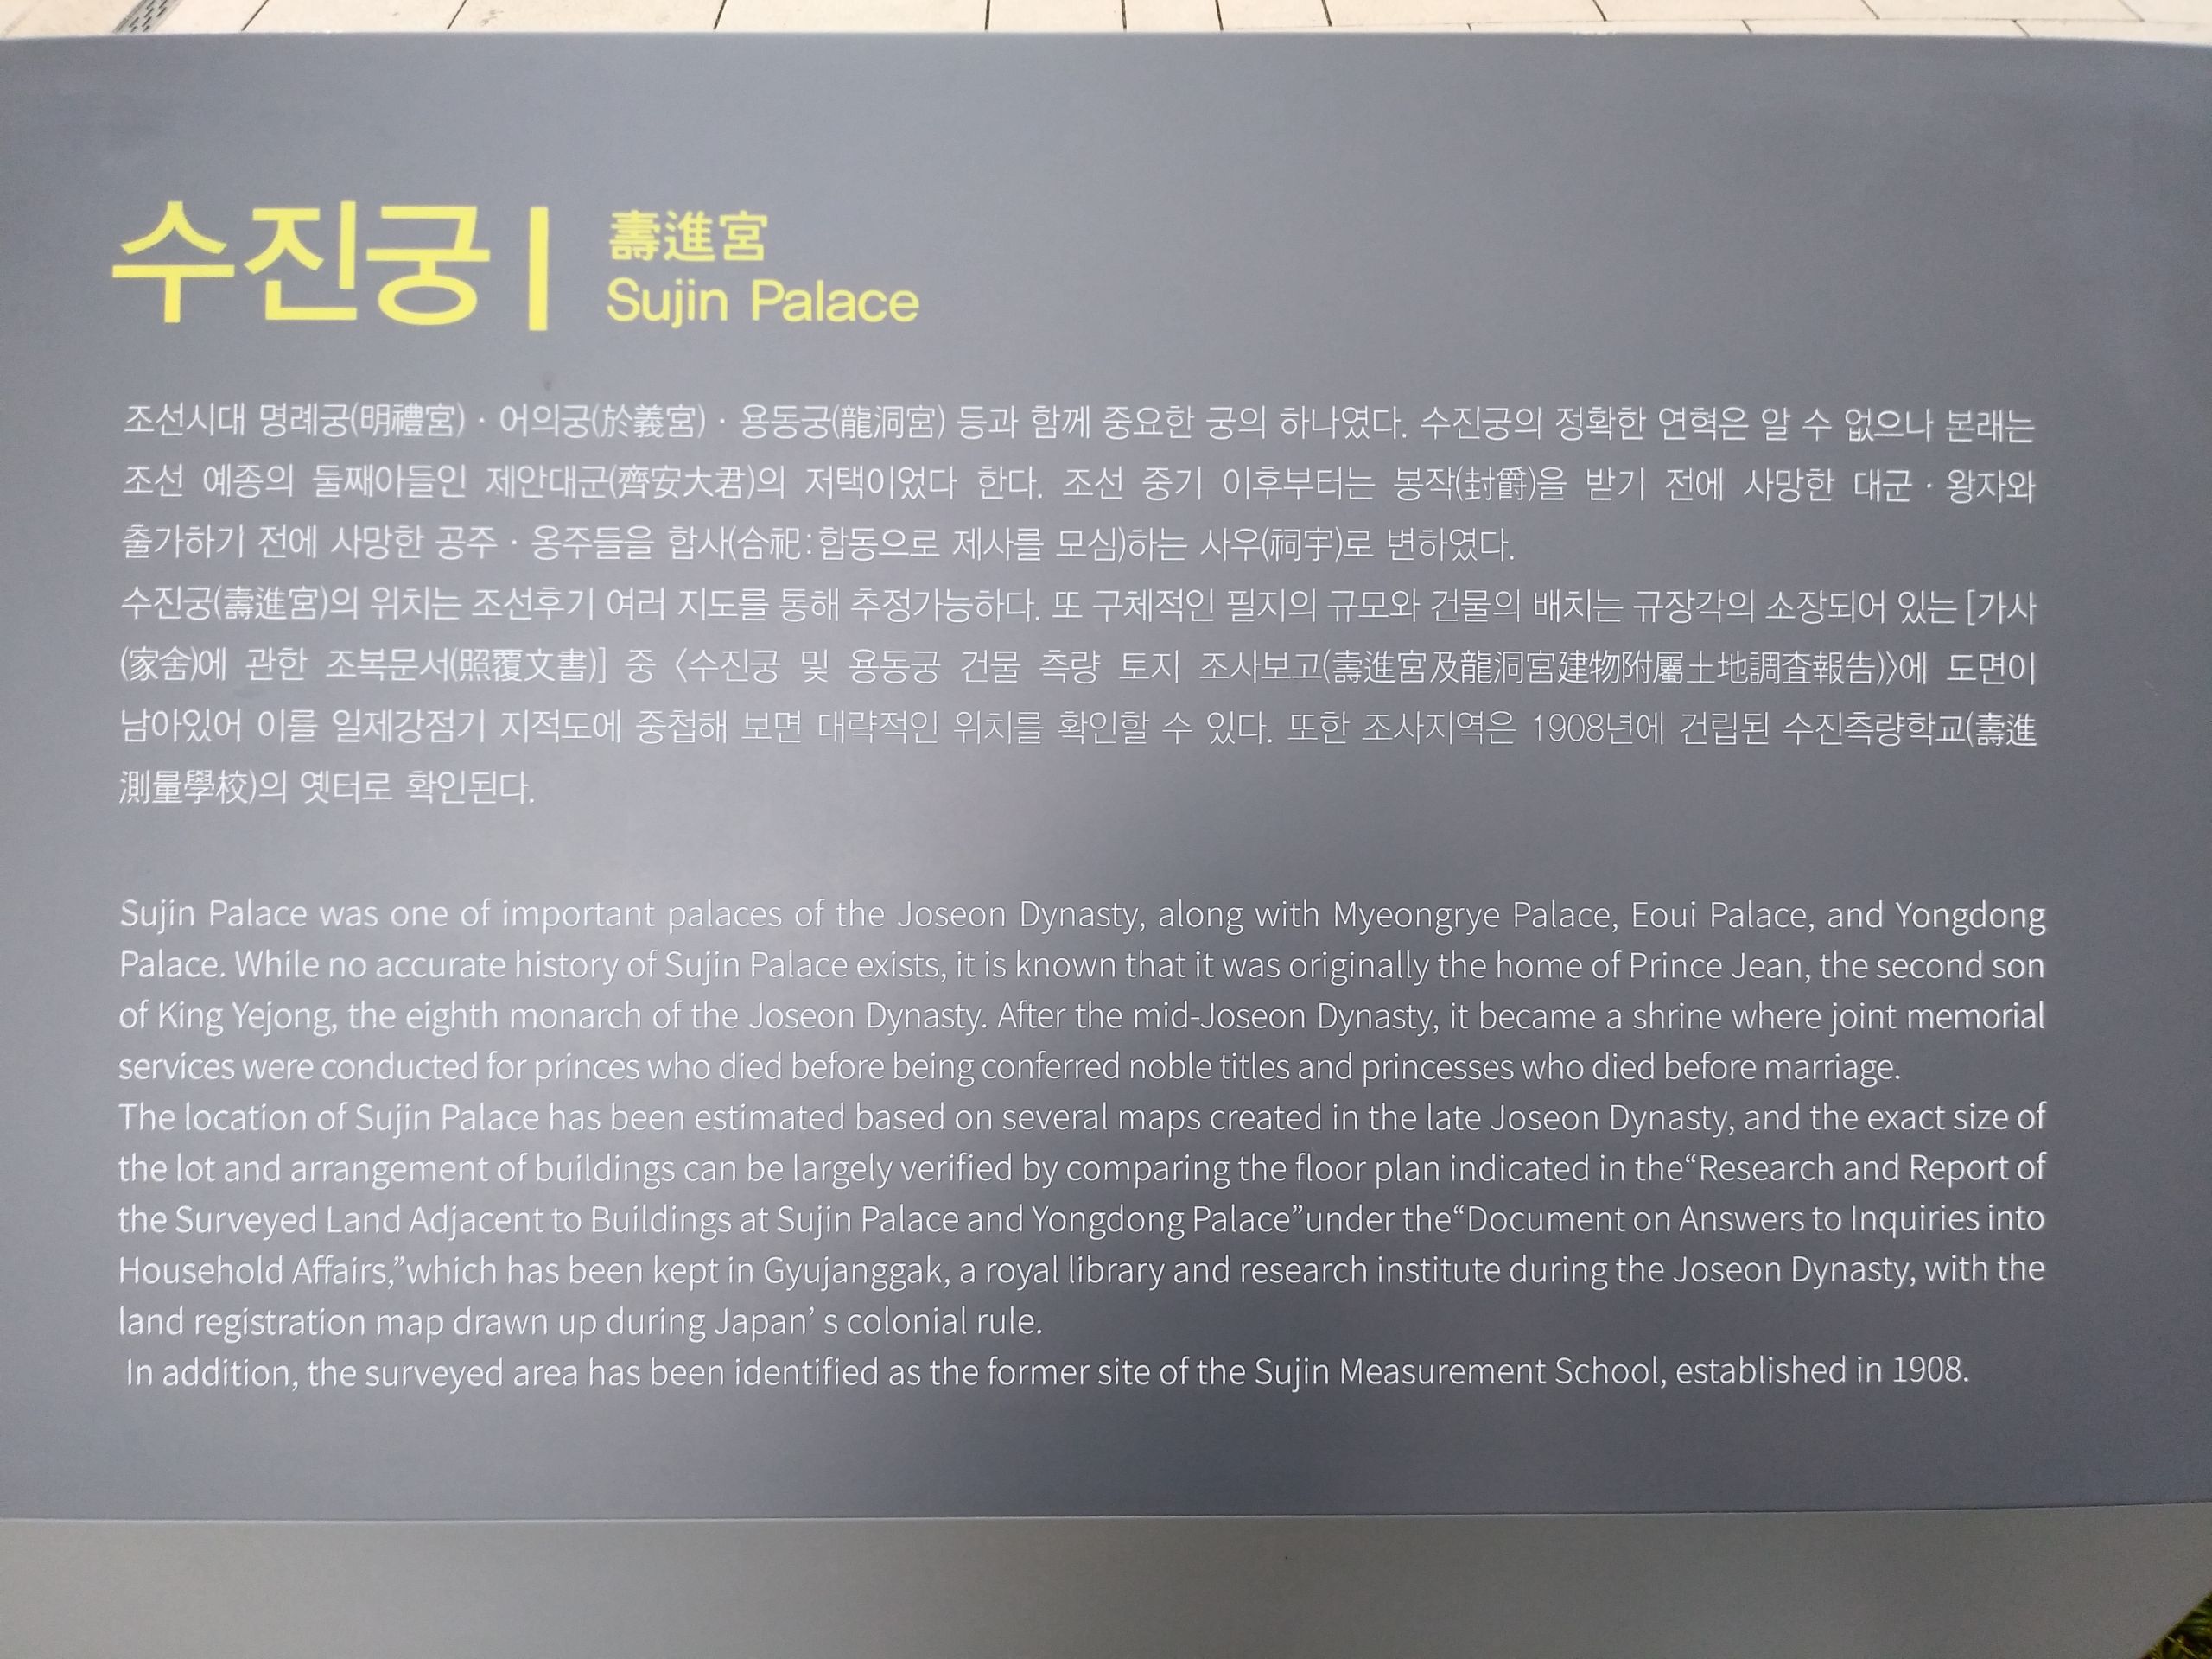 수진궁 | 壽進宮
Sujin Palace
조선시대 명례궁(明禮宮)·어의궁(於義宮)·용동궁(龍洞宮) 등과 함께 중요한 궁의 하나였다. 수진궁의 정확한 연혁은 알 수 없으나 본래는
조선 예종의 둘째아들인 제안대군(齊安大君)의 저택이었다 한다. 조선 중기 이후부터는 봉작(封爵)을 받기 전에 사망한 대군·왕자와
출가하기 전에 사망한 공주·옹주들을 합사(合祀:합동으로 제사를 모심)하는 사우(祠宇)로 변하였다.
수진궁(壽進宮)의 위치는 조선후기 여러 지도를 통해 추정가능하다. 또 구체적인 필지의 규모와 건물의 배치는 규장각의 소장되어 있는 [가사
(家舍)에 관한 조복문서(照覆文書)] 중 〈수진궁 및 용동궁 건물 측량 토지 조사보고(壽進宮及龍洞宮建物附屬土地調査報告)〉에 도면이
남아있어 이를 일제강점기 지적도에 중첩해 보면 대략적인 위치를 확인할 수 있다. 또한 조사지역은 1908년에 건립된 수진측량학교(壽進
測量學校)의 옛터로 확인된다.
Sujin Palace was one of important palaces of the Joseon Dynasty, along with Myeongrye Palace, Eoui Palace, and Yongdong
Palace. While no accurate history of Sujin Palace exists, it is known that it was originally the home of Prince Jean, the second son
of King Yejong, the eighth monarch of the Joseon Dynasty. After the mid-Joseon Dynasty, it became a shrine where joint memorial
services were conducted for princes who died before being conferred noble titles and princesses who died before marriage.
The location of Sujin Palace has been estimated based on several maps created in the late Joseon Dynasty, and the exact size of
the lot and arrangement of buildings can be largely verified by comparing the floor plan indicated in the“Research and Report of
the Surveyed Land Adjacent to Buildings at Sujin Palace and Yongdong Palace”under the“Document on Answers to Inquiries into
Household Affairs,”which has been kept in Gyujanggak, a royal library and research institute during the Joseon Dynasty, with the
land registration map drawn up during Japan’ s colonial rule.
In addition, the surveyed area has been identified as the former site of the Sujin Measurement School, established in 1908.